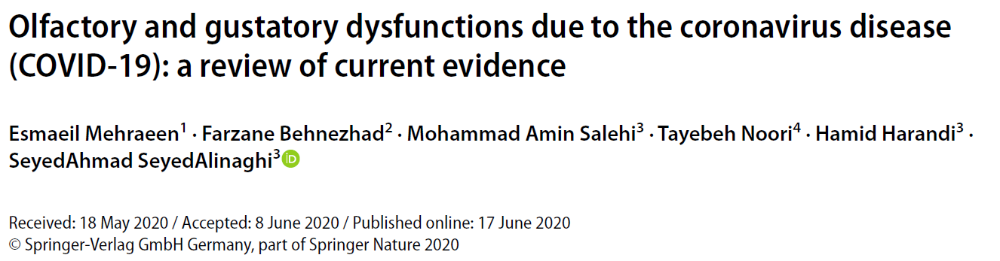 Olfactory and gustatory dysfunctions due to the coronavirus disease
(COVID-19): a review of current evidence
Esmaeil Mehraeen¹ · Farzane Behnezhad² · Mohammad Amin Salehi³ · Tayebeh Noori⁴ · Hamid Harandi³ ·
SeyedAhmad SeyedAlinaghi³ iD
Received: 18 May 2020 / Accepted: 8 June 2020 / Published online: 17 June 2020
© Springer-Verlag GmbH Germany, part of Springer Nature 2020